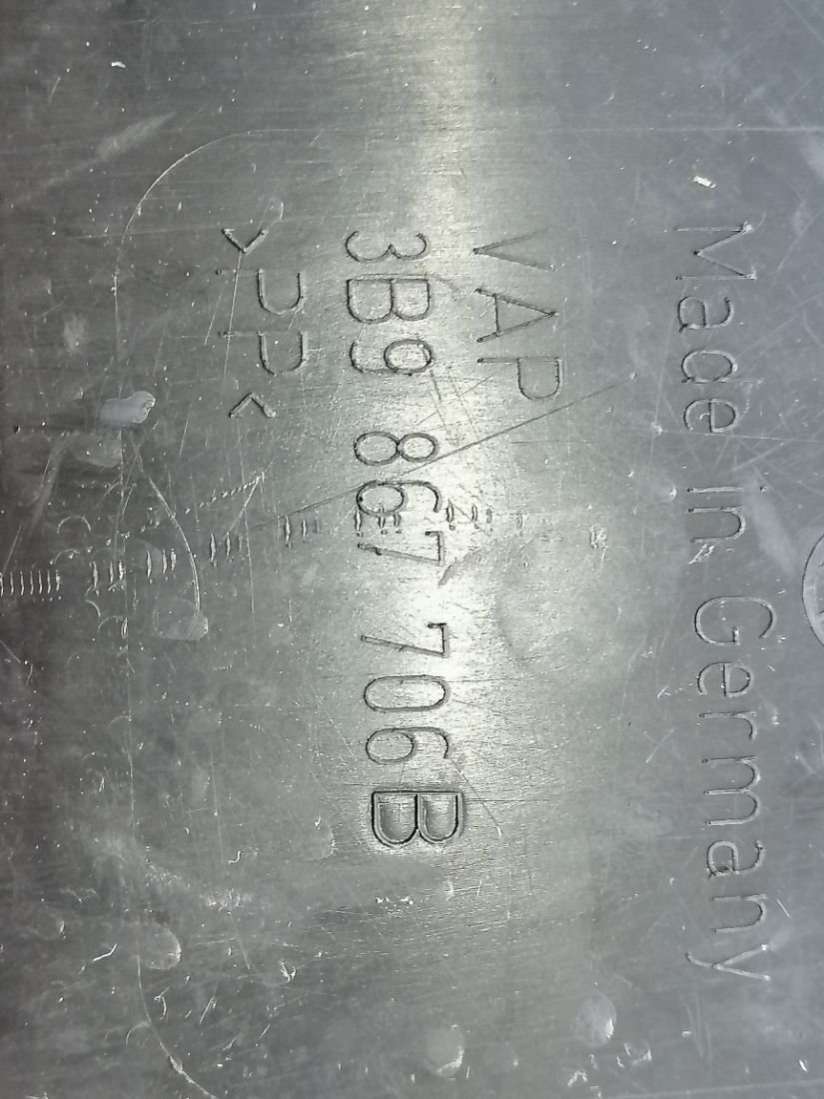 Made in Germany
VAP
3B9 867 706B
>PP<